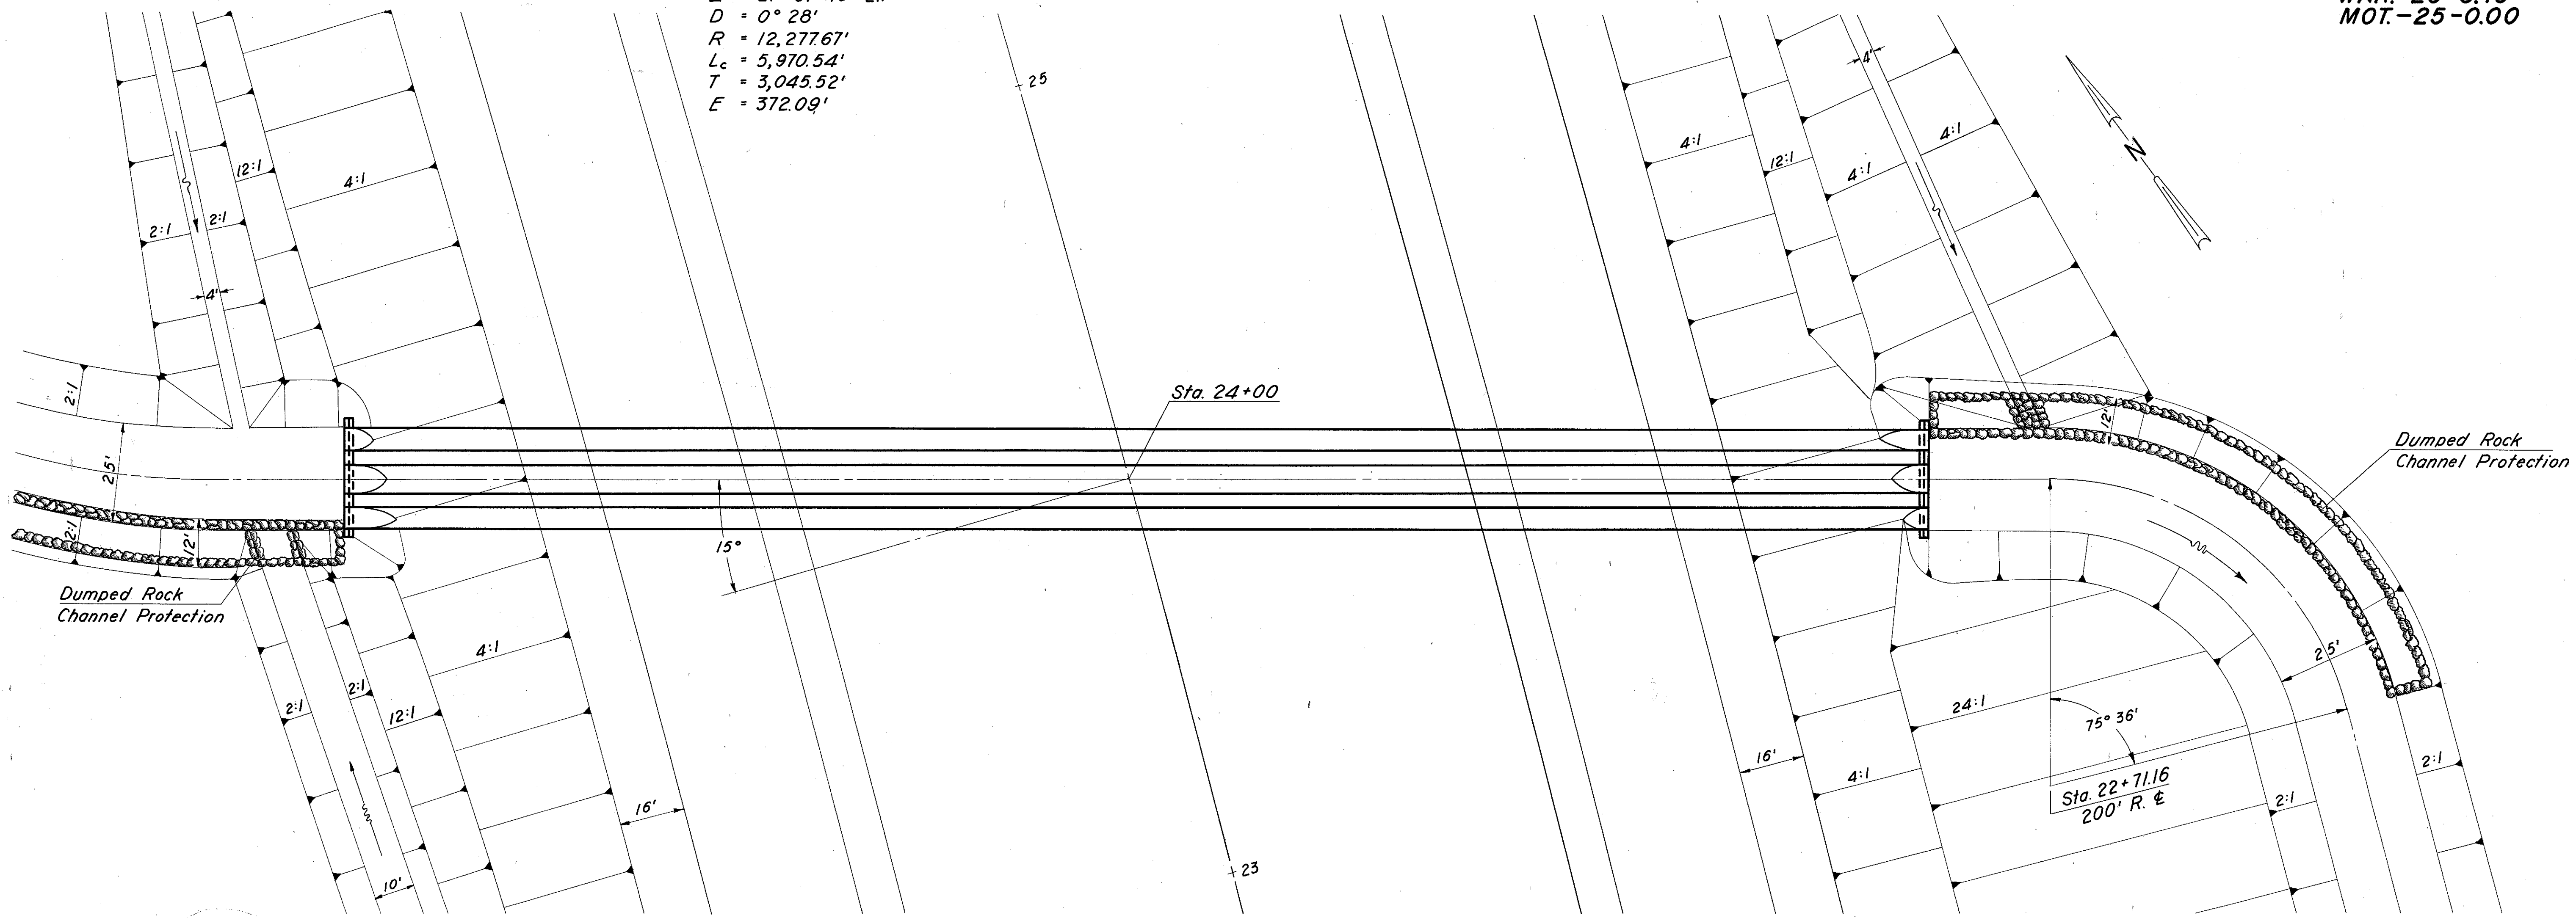 D = 0° 28'
R = 12,277.67'
Lc = 5,970.54'
T = 3,045.52'
E = 372.09'
MOT.-25-0.00
25
4'
4:1
4:1
12:1
4:1
N
12:1
4:1
2:1
2:1
4'
2:1
Sta. 24+00
25'
12'
Dumped Rock
Channel Protection
15°
2:1
12'
Dumped Rock
Channel Protection
4:1
2:1
2:1
12:1
25'
24:1
75° 36'
16'
4:1
2:1
Sta. 22+71.16
200' R. ℄
2:1
16'
10'
23